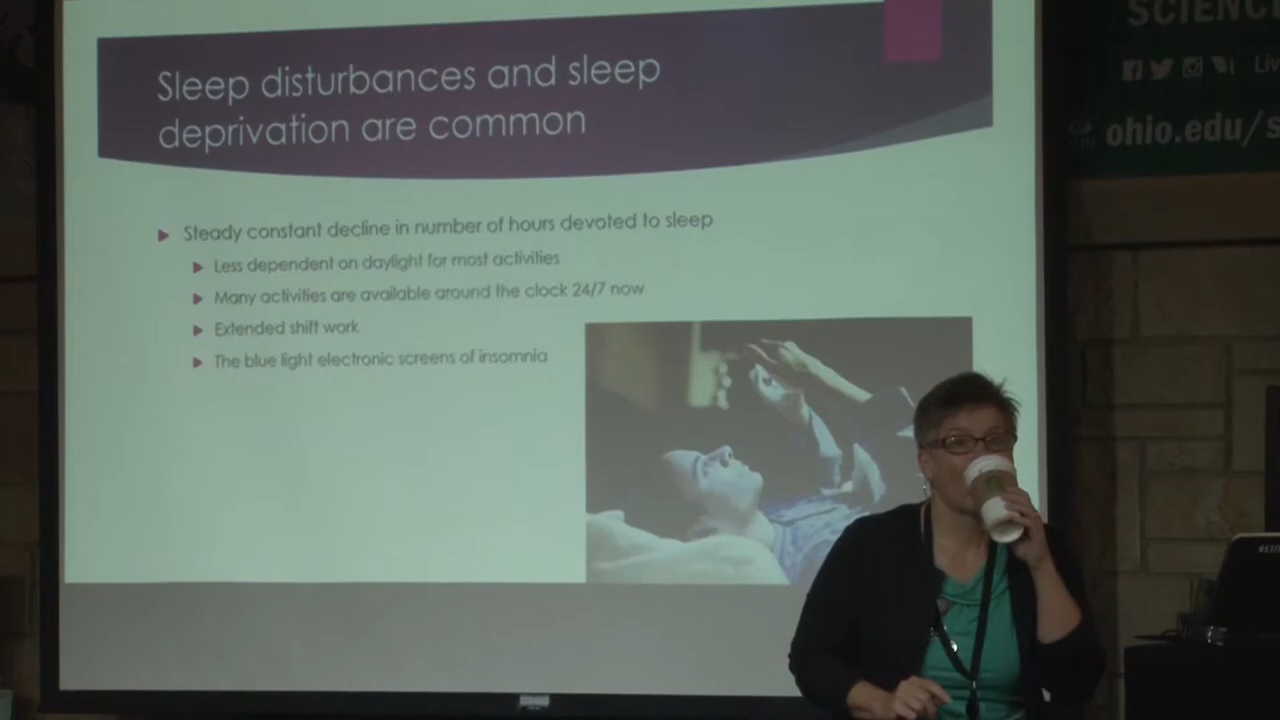 Sleep disturbances and sleep
deprivation are common
Steady constant decline in number of hours devoted to sleep
Less dependent on daylight for most activities
Many activities are available around the clock 24/7 now
Extended shift work
The blue light electronic screens of insomnia
SCIENC
Liv
ohio.edu/s